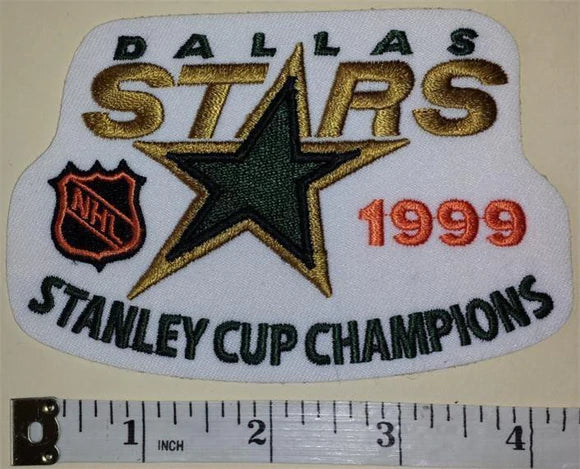 DALLAS
STARS
NHL
1999
STANLEY CUP CHAMPIONS
1 INCH 2 3 4